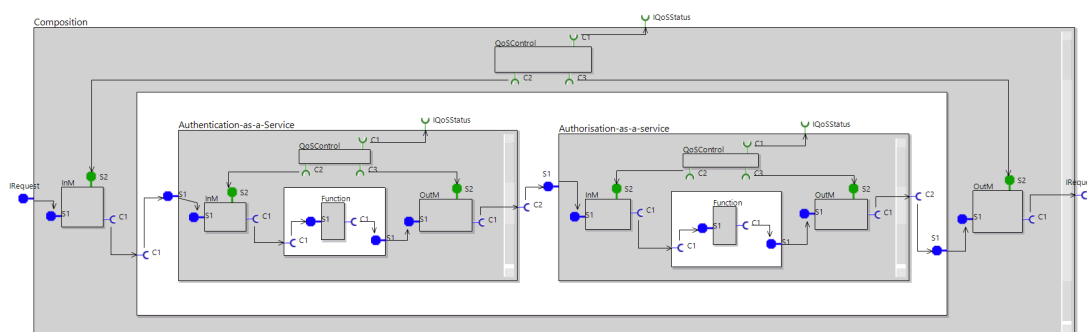 Composition
IQoSStatus
C1
QoSControl
C2
C3
Authentication-as-a-Service
IQoSStatus
C1
QoSControl
C2
C3
Authorisation-as-a-service
IQoSStatus
C1
QoSControl
C2
C3
IRequest
InM
S2
S1
C1
C1
S1
InM
S2
S1
C1
C1
Function
S1
C1
S1
OutM
S2
S1
C1
C2
S1
InM
S2
S1
C1
C1
Function
S1
C1
S1
OutM
S2
S1
C1
C2
S1
OutM
S2
S1
C1